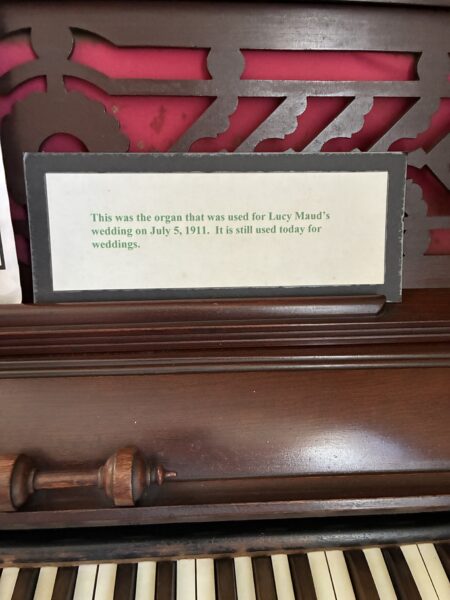 This was the organ that was used for Lucy Maud's
wedding on July 5, 1911.  It is still used today for
weddings.